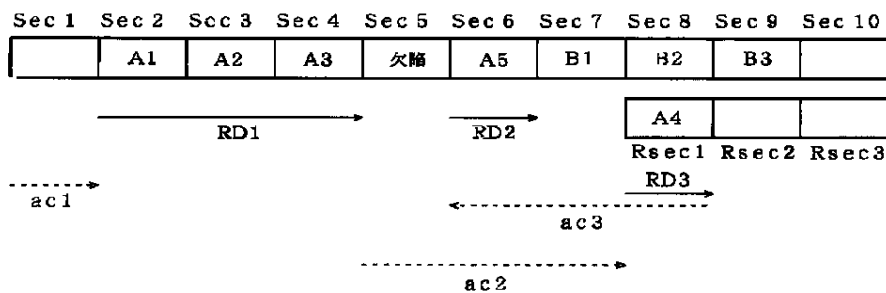 Sec 1 Sec 2 Sec 3 Sec 4 Sec 5 Sec 6 Sec 7 Sec 8 Sec 9 Sec 10
A1 A2 A3 欠陥 A5 B1 B2 B3
A4
RD1 RD2 Rsec1 Rsec2 Rsec3
RD3
ac1
ac3
ac2